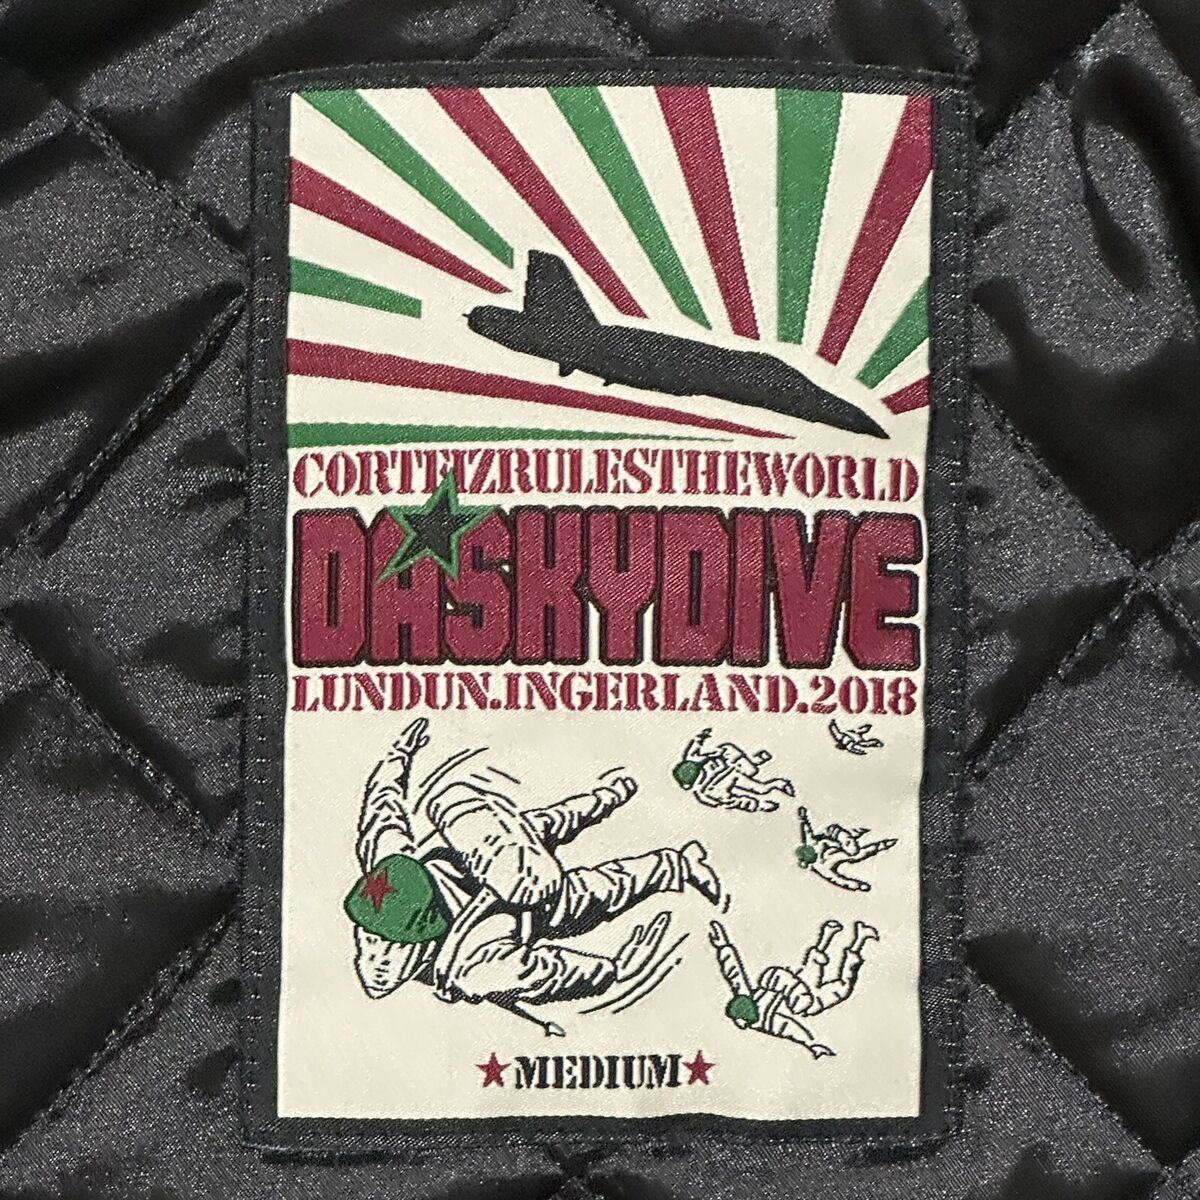 CORTEIZRULESTHEWORLD
DASKYDIVE
LUNDUN.INGERLAND.2018
★MEDIUM★